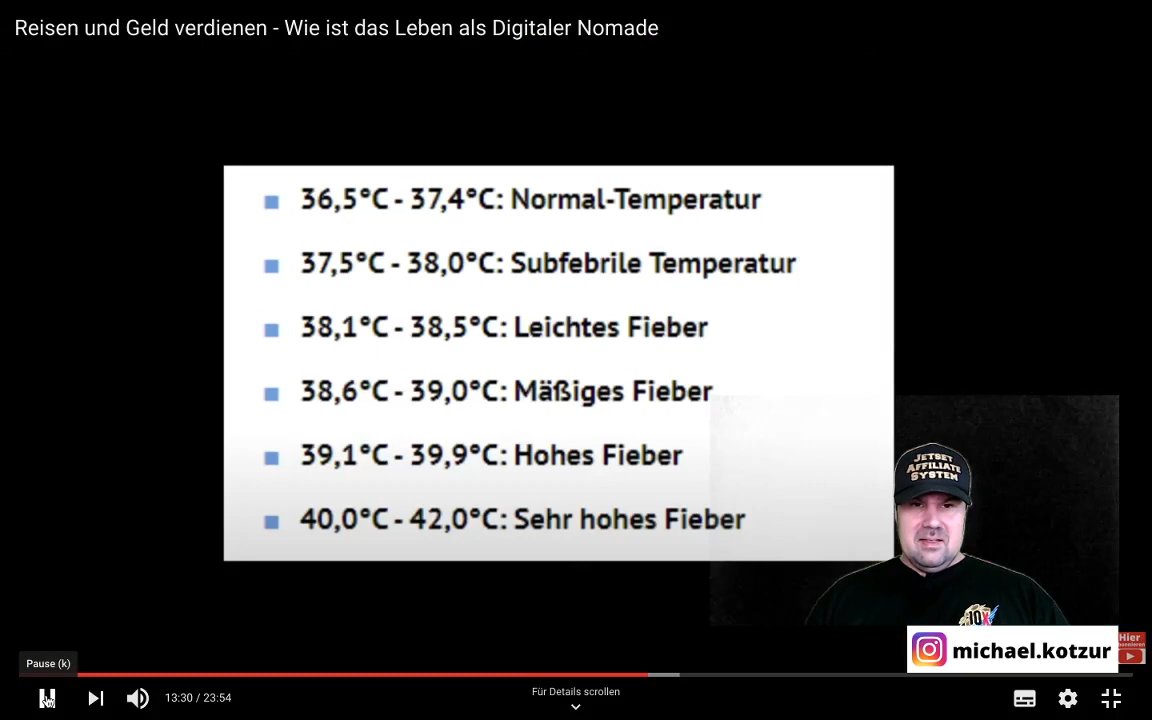 Reisen und Geld verdienen - Wie ist das Leben als Digitaler Nomade
36,5°C - 37,4°C: Normal-Temperatur
37,5°C - 38,0°C: Subfebrile Temperatur
38,1°C - 38,5°C: Leichtes Fieber
38,6°C - 39,0°C: Mäßiges Fieber
39,1°C - 39,9°C: Hohes Fieber
40,0°C - 42,0°C: Sehr hohes Fieber
JETSET
AFFILIATE
SYSTEM
10X
michael.kotzur
Hier
Pause (k)
13:30 / 23:54
Für Details scrollen